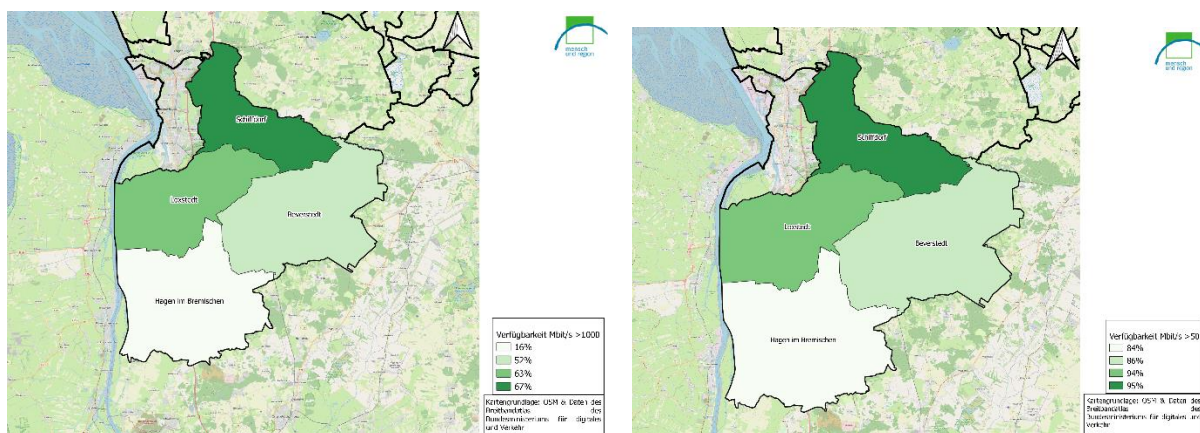 mensch
und region
Schiffdorf
Loxstedt
Beverstedt
Hagen im Bremischen
Verfügbarkeit Mbit/s >1000
16%
52%
63%
67%
Kartengrundlage: OSM & Daten des
Breitbandatlas des
Bundesministeriums für digitales
und Verkehr
mensch
und region
Schiffdorf
Loxstedt
Beverstedt
Hagen im Bremischen
Verfügbarkeit Mbit/s >50
84%
86%
94%
95%
Kartengrundlage: OSM & Daten des
Breitbandatlas des
Bundesministeriums für digitales und
Verkehr